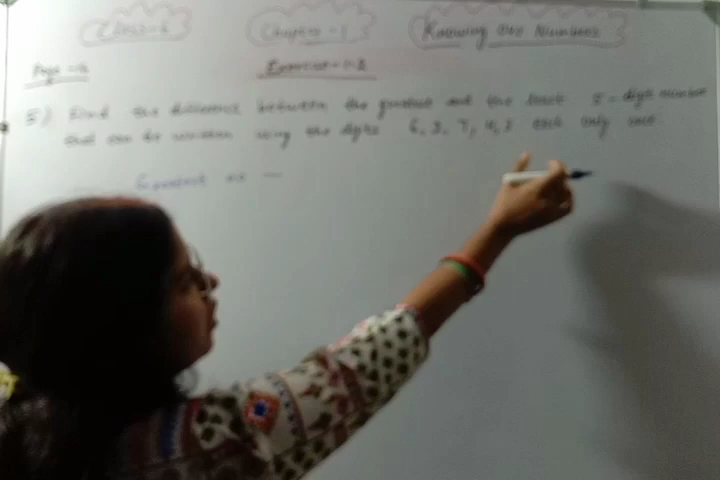 Class-6 Chapter-1 Knowing Our Numbers
Page
Exercise-1.2
5) Find the difference between the greatest and the least 5-digit number
that can be written using the digits 6, 2, 7, 4, 3 each only once
Greatest no —